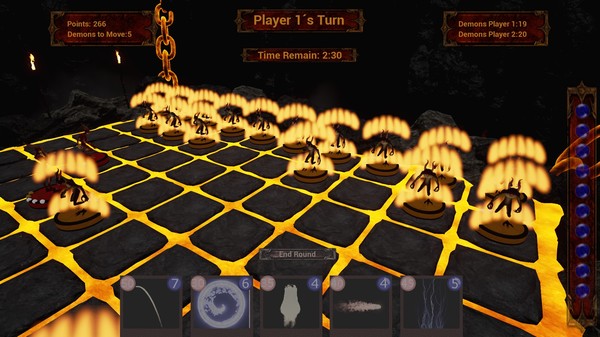 Points: 266
Demons to Move:5
Player 1´s Turn
Time Remain: 2:30
Demons Player 1:19
Demons Player 2:20
End Round
7
6
4
4
5